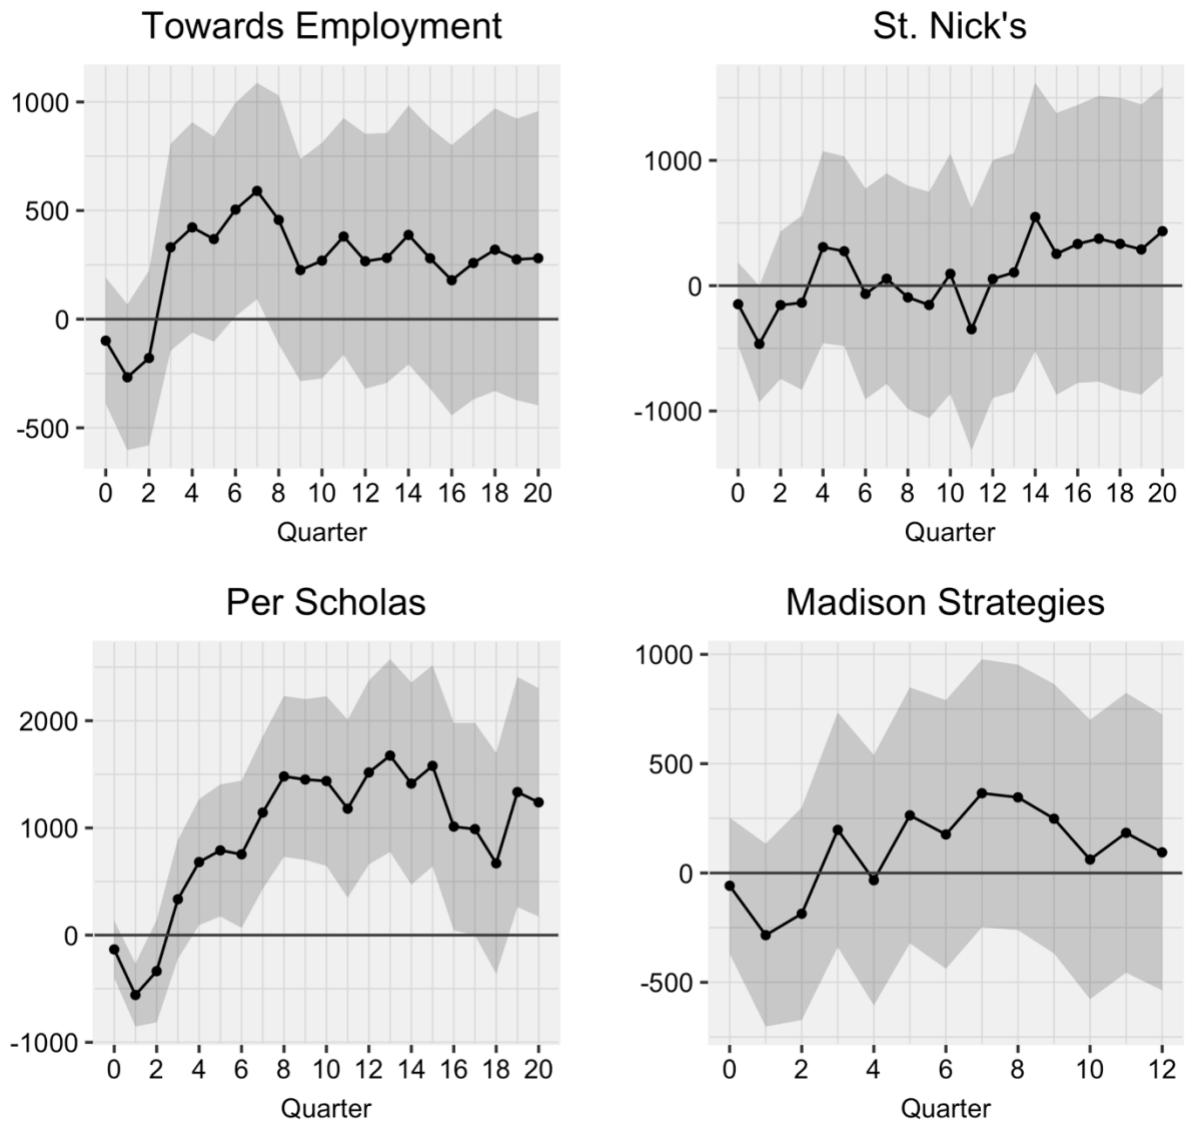 Towards Employment
1000
500
0
-500
0 2 4 6 8 10 12 14 16 18 20
Quarter
St. Nick's
1000
0
-1000
0 2 4 6 8 10 12 14 16 18 20
Quarter
Per Scholas
2000
1000
0
-1000
0 2 4 6 8 10 12 14 16 18 20
Quarter
Madison Strategies
1000
500
0
-500
0 2 4 6 8 10 12
Quarter